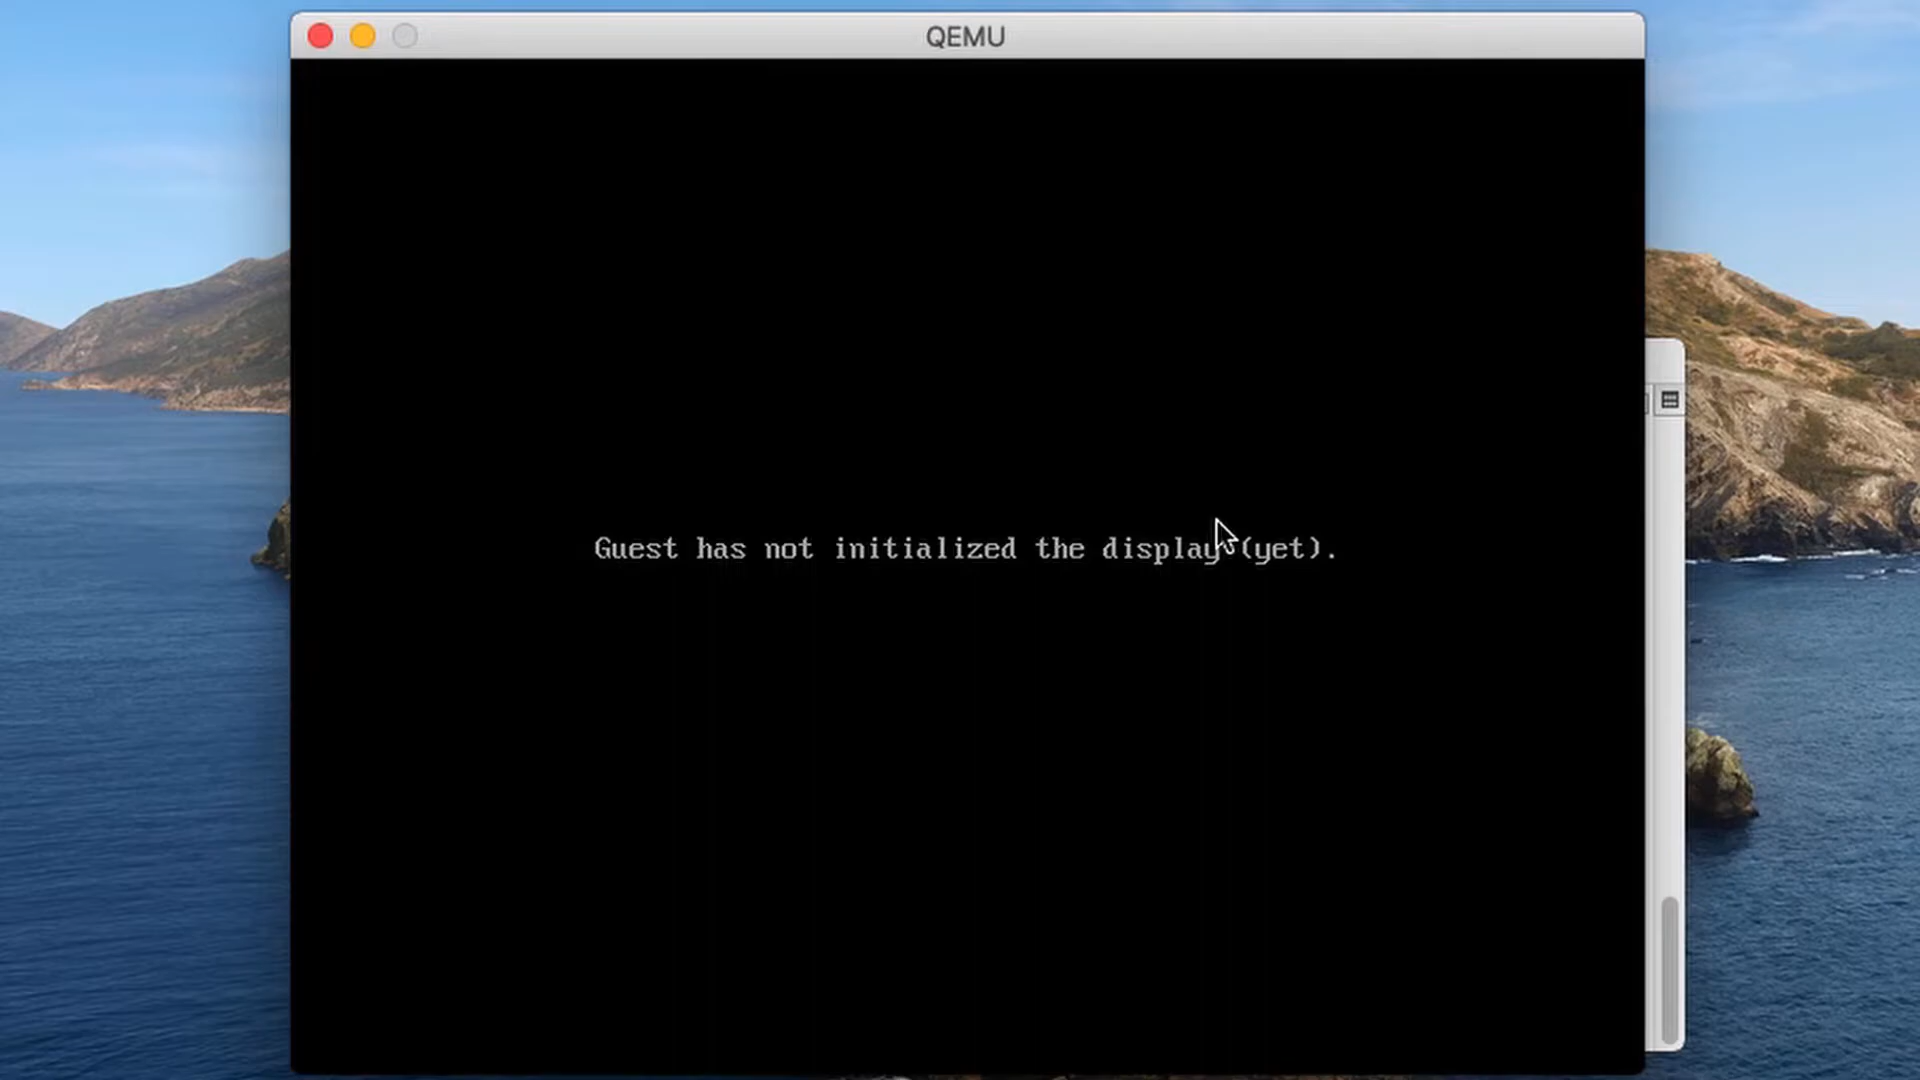 QEMU
Guest has not initialized the display (yet).